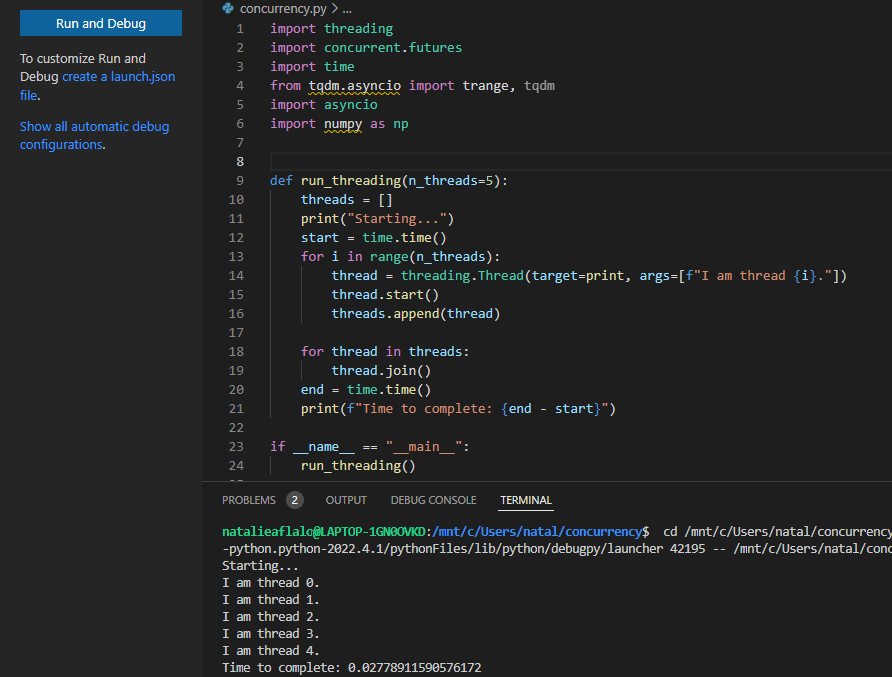 Run and Debug
To customize Run and
Debug create a launch.json
file.
Show all automatic debug
configurations.
concurrency.py > ...
1 import threading
2 import concurrent.futures
3 import time
4 from tqdm.asyncio import trange, tqdm
5 import asyncio
6 import numpy as np
7
8
9 def run_threading(n_threads=5):
10     threads = []
11     print("Starting...")
12     start = time.time()
13     for i in range(n_threads):
14         thread = threading.Thread(target=print, args=[f"I am thread {i}."])
15         thread.start()
16         threads.append(thread)
17
18     for thread in threads:
19         thread.join()
20     end = time.time()
21     print(f"Time to complete: {end - start}")
22
23 if __name__ == "__main__":
24     run_threading()
PROBLEMS 2 OUTPUT DEBUG CONSOLE TERMINAL
natalieaflalo@LAPTOP-1GN0OVKD:/mnt/c/Users/natal/concurrency$  cd /mnt/c/Users/natal/concurrency
-python.python-2022.4.1/pythonFiles/lib/python/debugpy/launcher 42195 -- /mnt/c/Users/natal/conc
Starting...
I am thread 0.
I am thread 1.
I am thread 2.
I am thread 3.
I am thread 4.
Time to complete: 0.02778911590576172